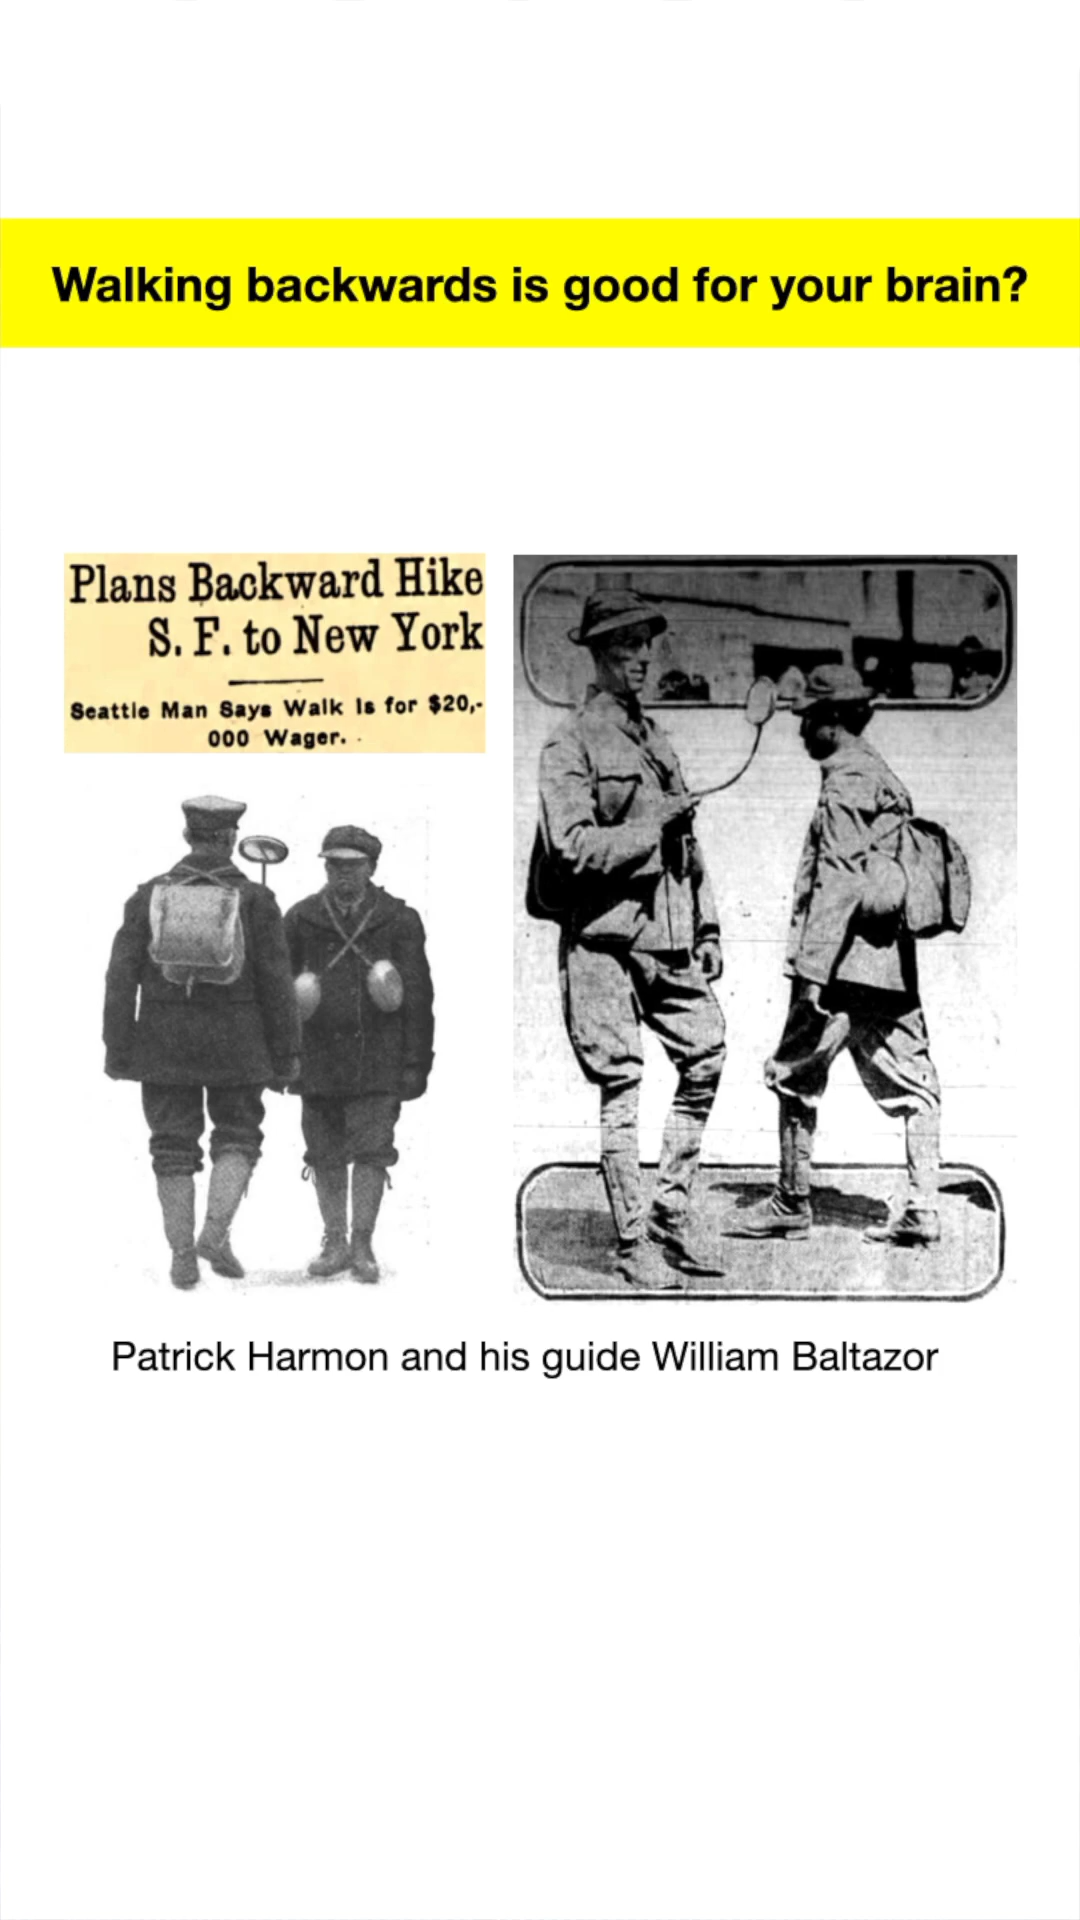 Walking backwards is good for your brain?
Plans Backward Hike
S. F. to New York
Seattle Man Says Walk Is for $20,-
000 Wager.
Patrick Harmon and his guide William Baltazor